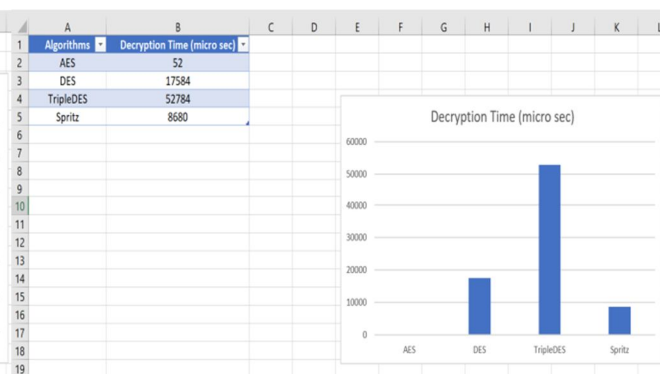 A B C D E F G H I J K L
1 Algorithms Decryption Time (micro sec)
2 AES 52
3 DES 17584
4 TripleDES 52784
5 Spritz 8680
6
7
8
9
10
11
12
13
14
15
16
17
18
19
Decryption Time (micro sec)
60000
50000
40000
30000
20000
10000
0
AES DES TripleDES Spritz